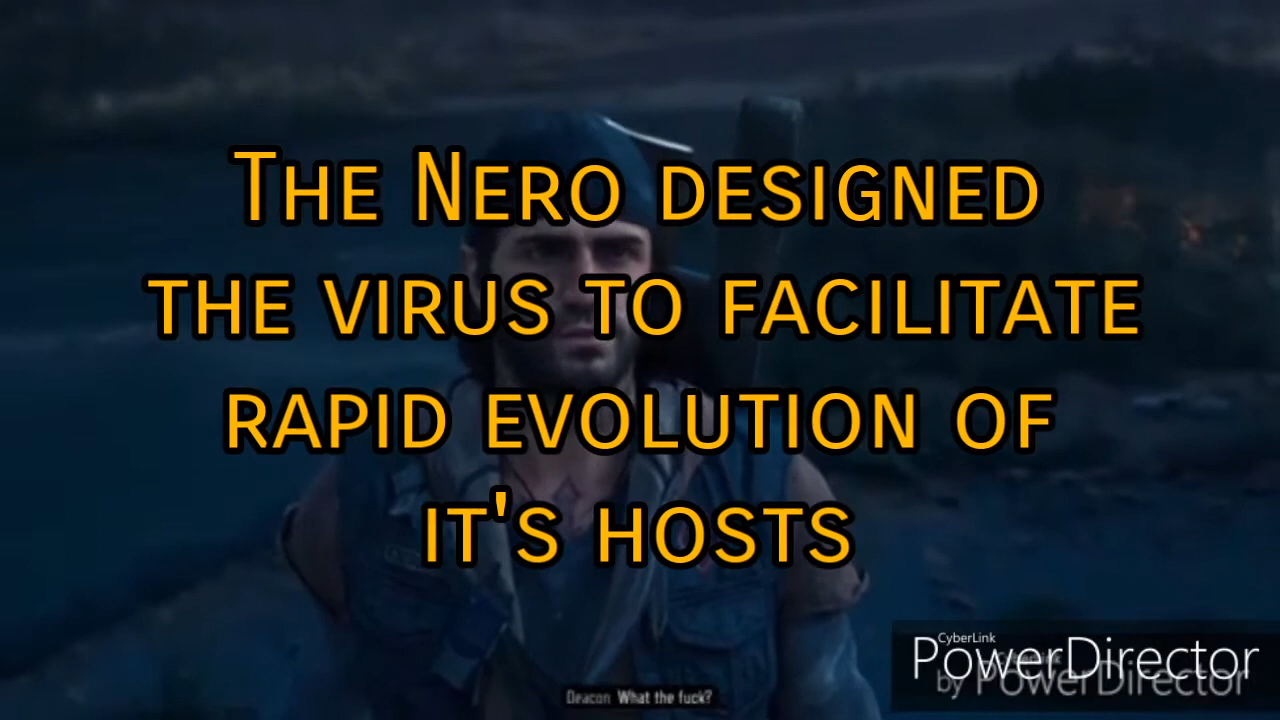 The Nero designed
the virus to facilitate
rapid evolution of
it's hosts
CyberLink
PowerDirector
by PowerDirector
Deacon What the fuck?